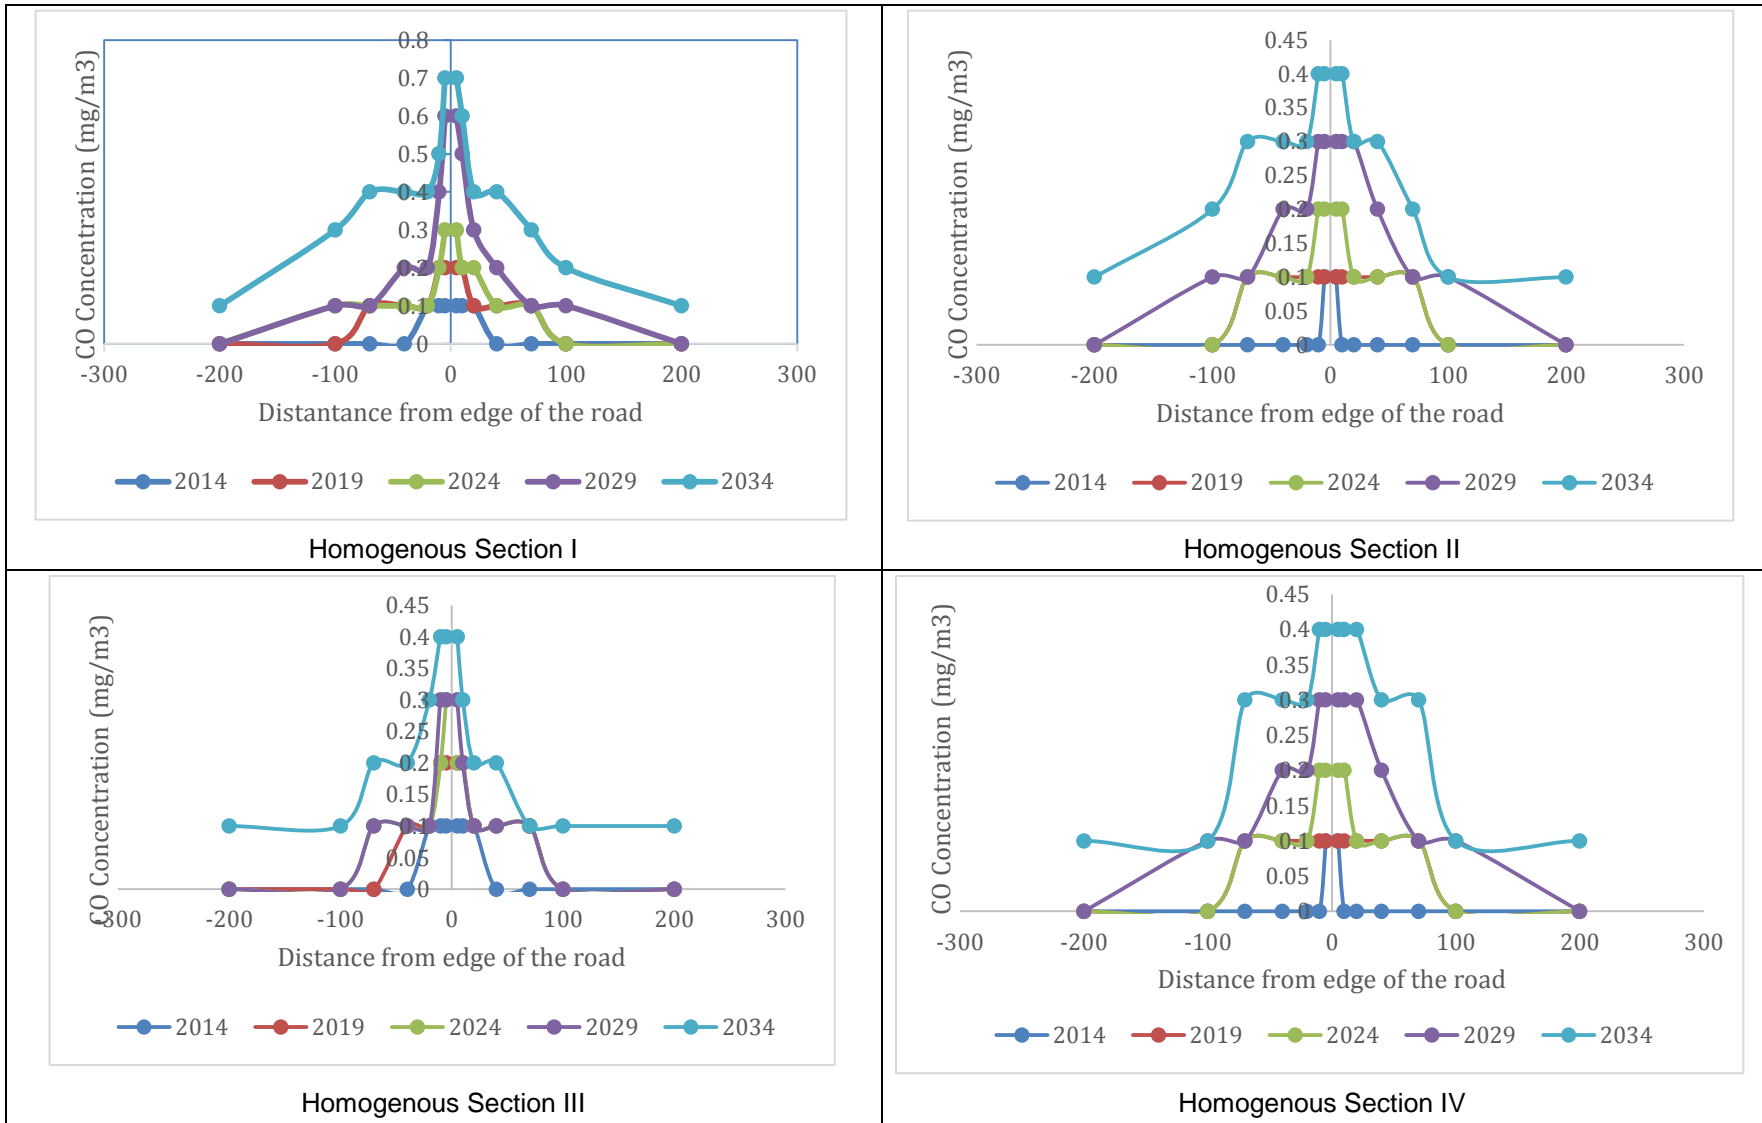 CO Concentration (mg/m3)
0.8
0.7
0.6
0.5
0.4
0.3
0.2
0.1
0
-300 -200 -100 0 100 200 300
Distantance from edge of the road
2014 2019 2024 2029 2034
Homogenous Section I
CO Concentration (mg/m3)
0.45
0.4
0.35
0.3
0.25
0.2
0.15
0.1
0.05
0
-300 -200 -100 0 100 200 300
Distance from edge of the road
2014 2019 2024 2029 2034
Homogenous Section II
CO Concentration (mg/m3)
0.45
0.4
0.35
0.3
0.25
0.2
0.15
0.1
0.05
0
-300 -200 -100 0 100 200 300
Distance from edge of the road
2014 2019 2024 2029 2034
Homogenous Section III
CO Concentration (mg/m3)
0.45
0.4
0.35
0.3
0.25
0.2
0.15
0.1
0.05
0
-300 -200 -100 0 100 200 300
Distance from edge of the road
2014 2019 2024 2029 2034
Homogenous Section IV